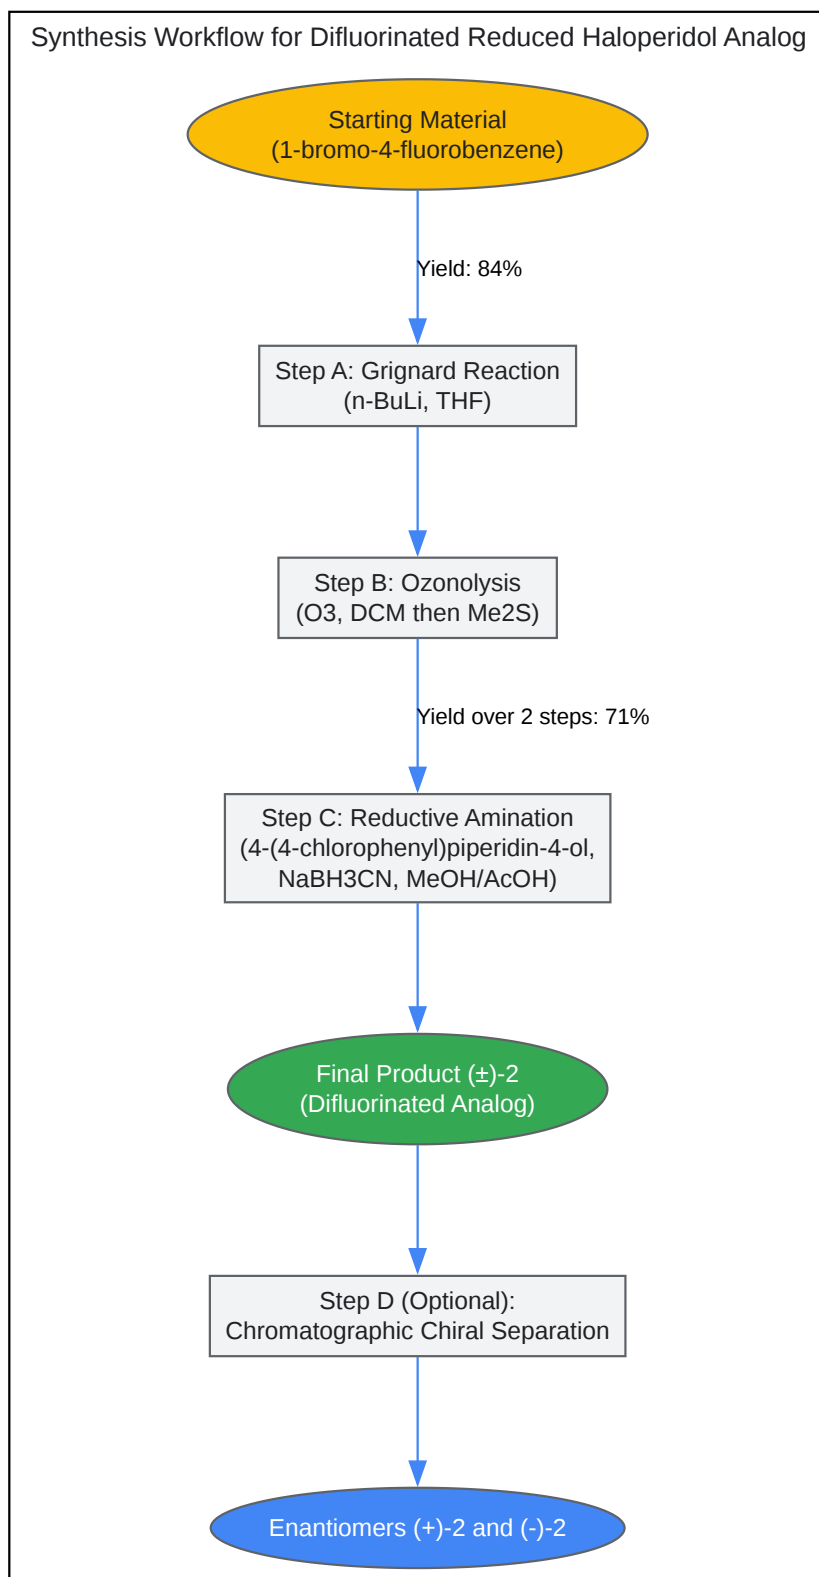 Synthesis Workflow for Difluorinated Reduced Haloperidol Analog
Starting Material
(1-bromo-4-fluorobenzene)
Yield: 84%
Step A: Grignard Reaction
(n-BuLi, THF)
Step B: Ozonolysis
(O3, DCM then Me2S)
Yield over 2 steps: 71%
Step C: Reductive Amination
(4-(4-chlorophenyl)piperidin-4-ol,
NaBH3CN, MeOH/AcOH)
Final Product (±)-2
(Difluorinated Analog)
Step D (Optional):
Chromatographic Chiral Separation
Enantiomers (+)-2 and (-)-2